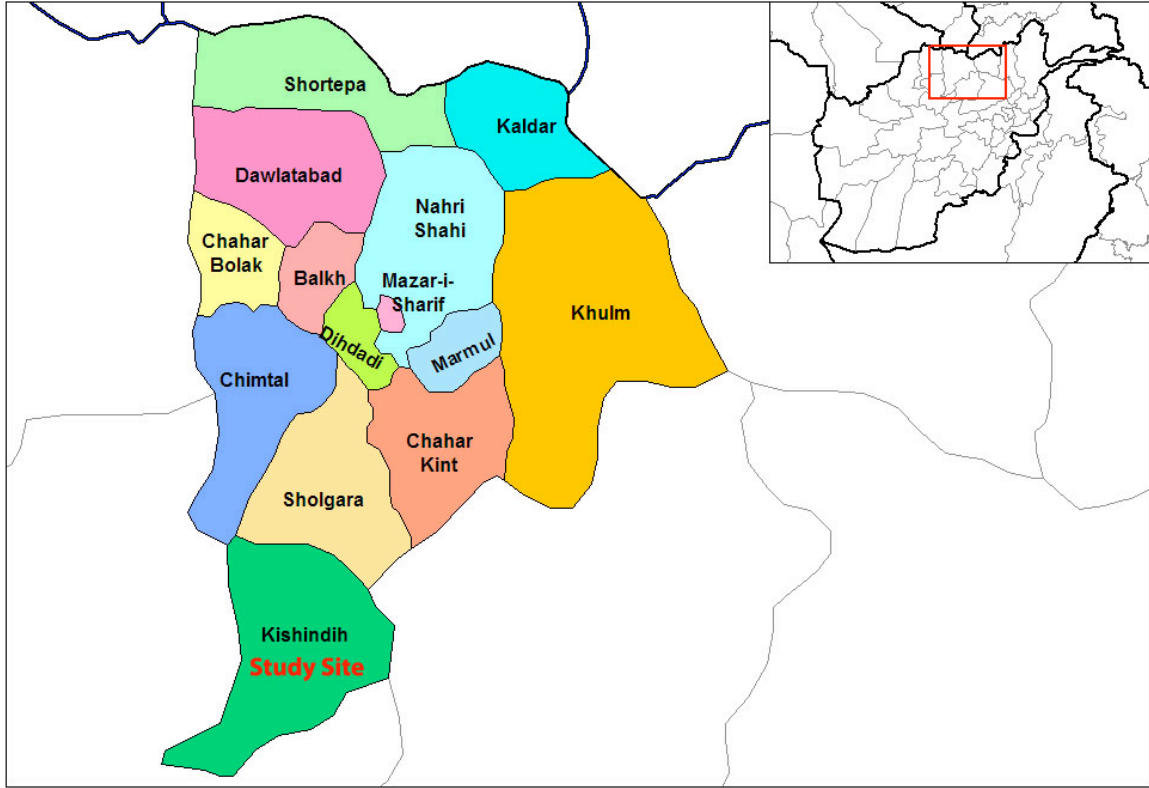 Shortepa
Kaldar
Dawlatabad
Nahri
Shahi
Chahar
Bolak
Balkh
Mazar-i-
Sharif
Khulm
Dihdadi
Marmul
Chimtal
Chahar
Kint
Sholgara
Kishindih
Study Site